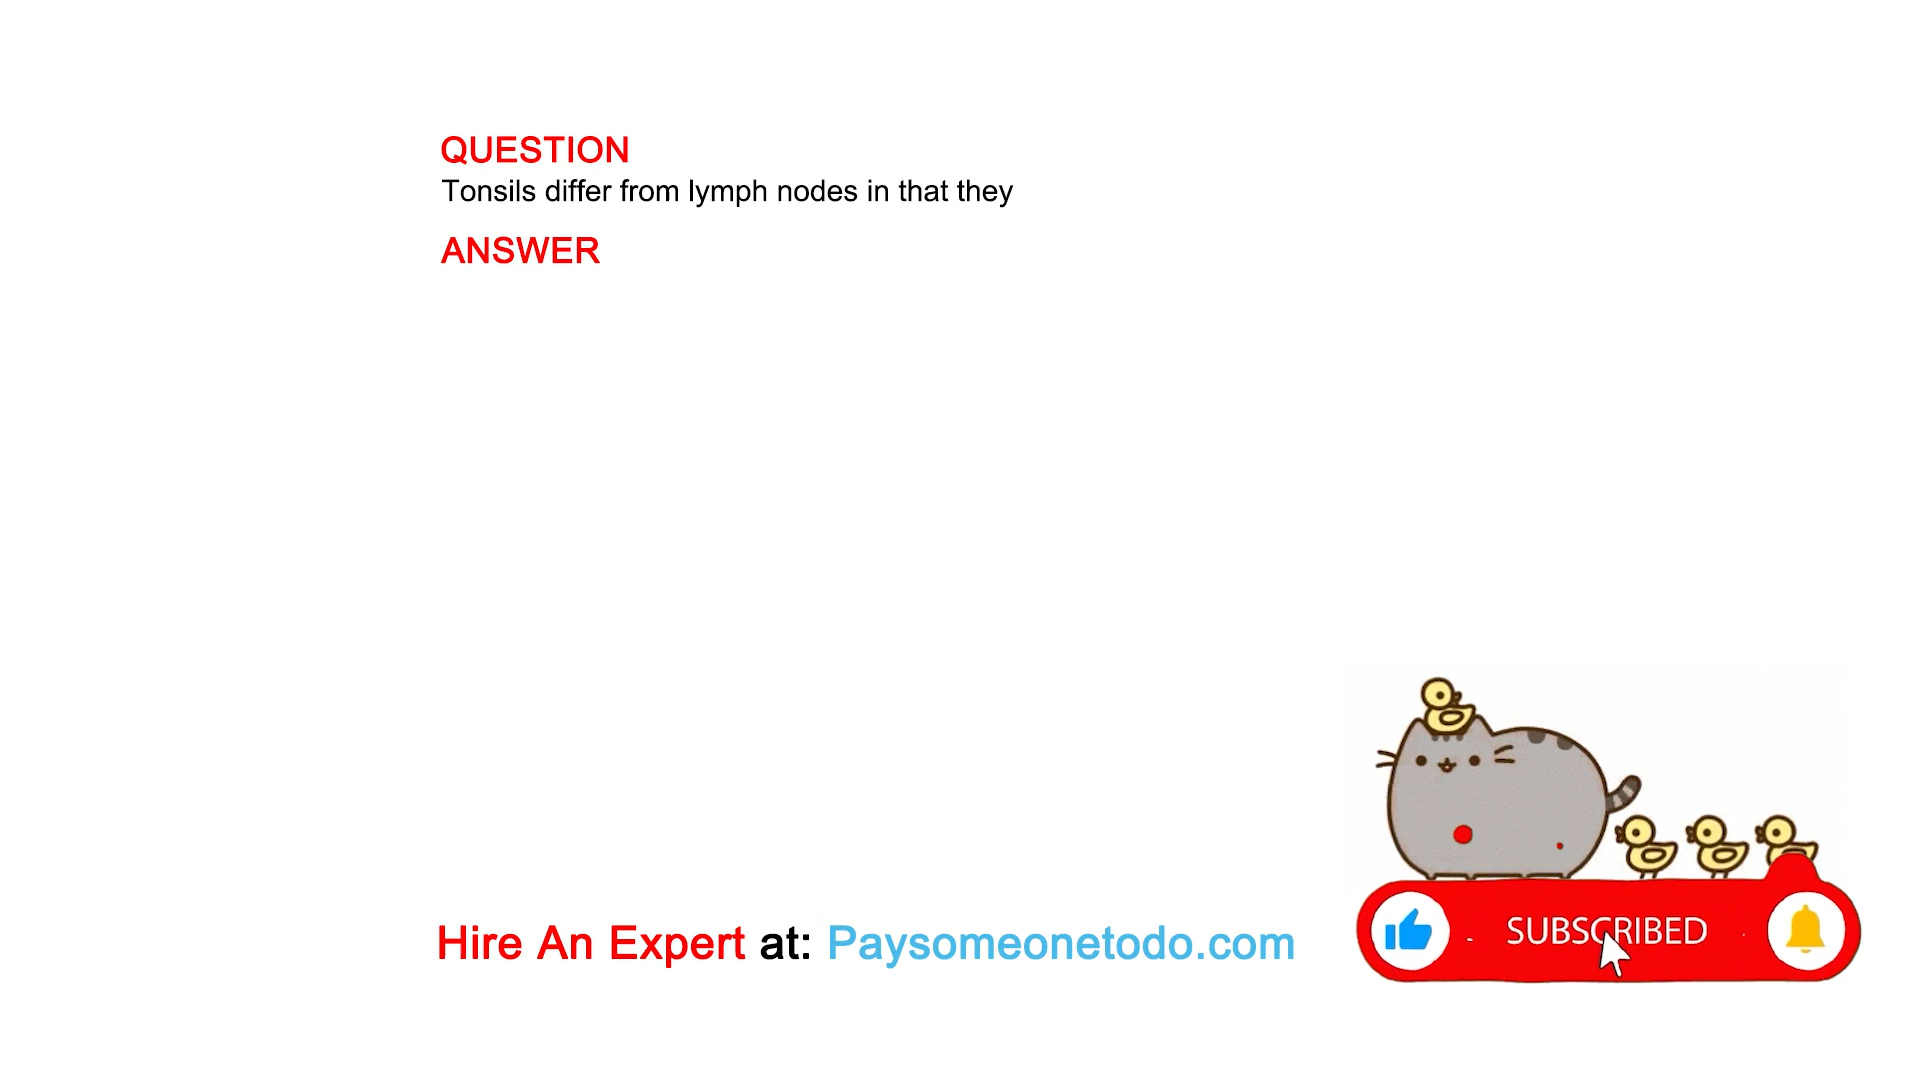 QUESTION
Tonsils differ from lymph nodes in that they
ANSWER
Hire An Expert at: Paysomeonetodo.com
SUBSCRIBED